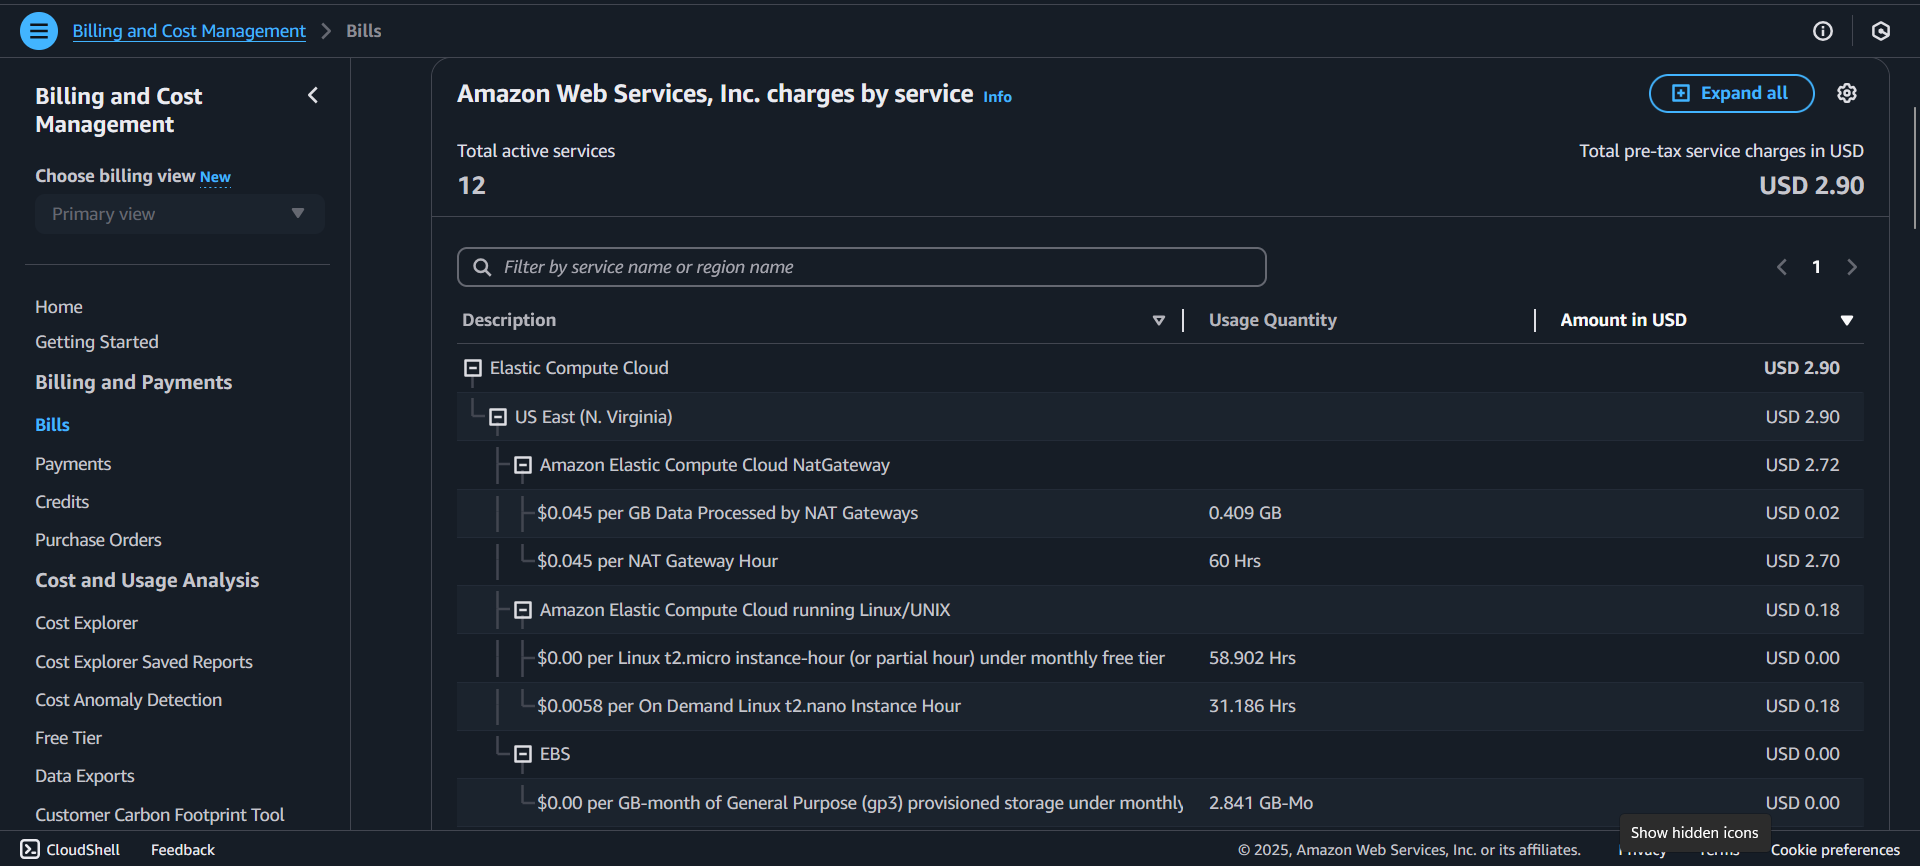 Billing and Cost Management > Bills
Billing and Cost Management
Choose billing view New
Primary view
Home
Getting Started
Billing and Payments
Bills
Payments
Credits
Purchase Orders
Cost and Usage Analysis
Cost Explorer
Cost Explorer Saved Reports
Cost Anomaly Detection
Free Tier
Data Exports
Customer Carbon Footprint Tool
Amazon Web Services, Inc. charges by service Info
Expand all
Total active services
12
Total pre-tax service charges in USD
USD 2.90
Filter by service name or region name
1
Description Usage Quantity Amount in USD
Elastic Compute Cloud USD 2.90
US East (N. Virginia) USD 2.90
Amazon Elastic Compute Cloud NatGateway USD 2.72
$0.045 per GB Data Processed by NAT Gateways 0.409 GB USD 0.02
$0.045 per NAT Gateway Hour 60 Hrs USD 2.70
Amazon Elastic Compute Cloud running Linux/UNIX USD 0.18
$0.00 per Linux t2.micro instance-hour (or partial hour) under monthly free tier 58.902 Hrs USD 0.00
$0.0058 per On Demand Linux t2.nano Instance Hour 31.186 Hrs USD 0.18
EBS USD 0.00
$0.00 per GB-month of General Purpose (gp3) provisioned storage under monthly 2.841 GB-Mo USD 0.00
Show hidden icons
CloudShell Feedback © 2025, Amazon Web Services, Inc. or its affiliates. Cookie preferences